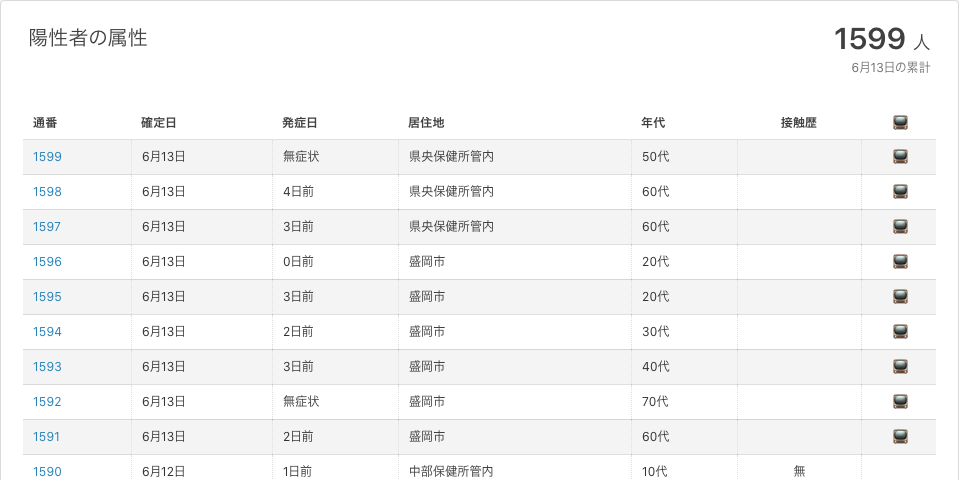 陽性者の属性
1599 人
6月13日の累計
通番 確定日 発症日 居住地 年代 接触歴
1599 6月13日 無症状 県央保健所管内 50代
1598 6月13日 4日前 県央保健所管内 60代
1597 6月13日 3日前 県央保健所管内 60代
1596 6月13日 0日前 盛岡市 20代
1595 6月13日 3日前 盛岡市 20代
1594 6月13日 2日前 盛岡市 30代
1593 6月13日 3日前 盛岡市 40代
1592 6月13日 無症状 盛岡市 70代
1591 6月13日 2日前 盛岡市 60代
1590 6月12日 1日前 中部保健所管内 10代 無